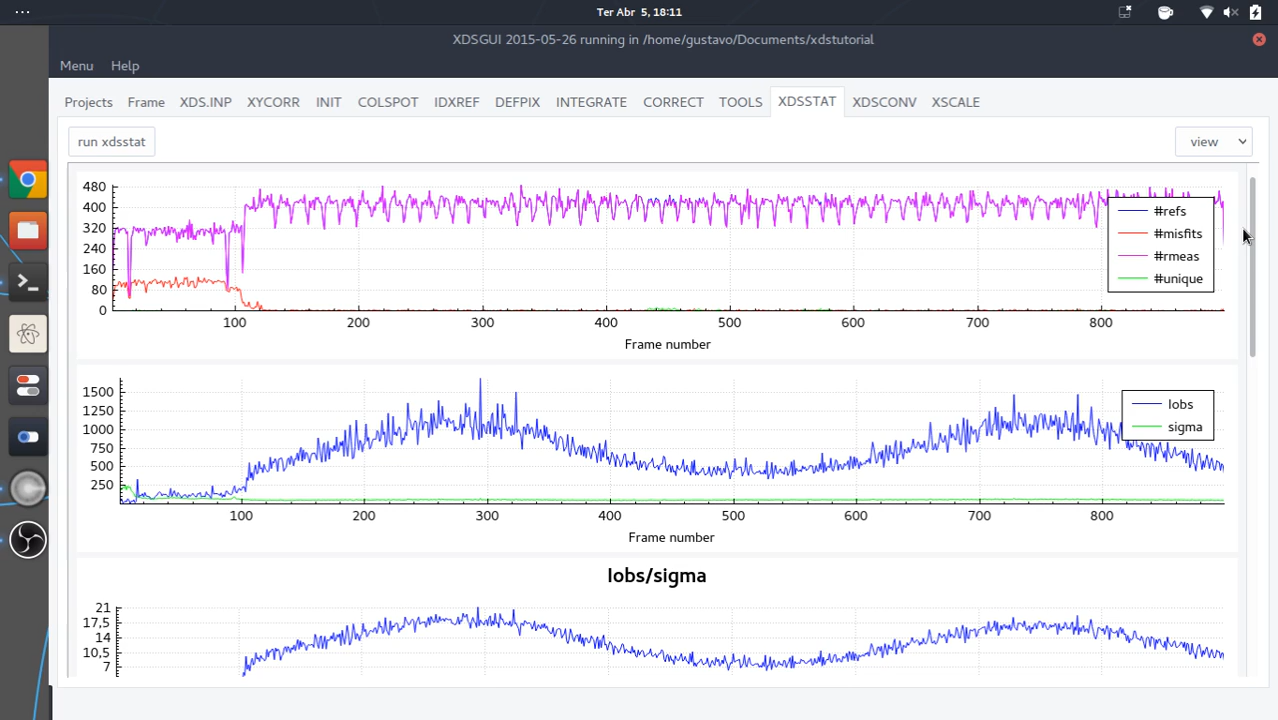 Ter Abr 5, 18:11
XDSGUI 2015-05-26 running in /home/gustavo/Documents/xdstutorial
Menu Help
Projects Frame XDS.INP XYCORR INIT COLSPOT IDXREF DEFPIX INTEGRATE CORRECT TOOLS XDSSTAT XDSCONV XSCALE
run xdsstat view
480
400
320
240
160
80
0
#refs
#misfits
#rmeas
#unique
100 200 300 400 500 600 700 800
Frame number
1500
1250
1000
750
500
250
Iobs
sigma
100 200 300 400 500 600 700 800
Frame number
Iobs/sigma
21
17,5
14
10,5
7